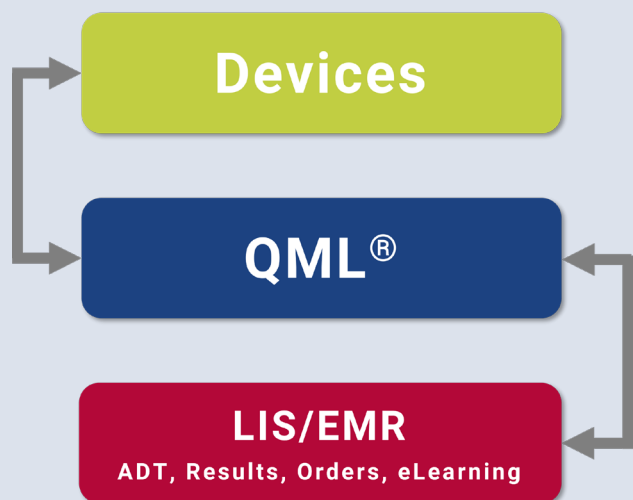 Devices
QML®
LIS/EMR
ADT, Results, Orders, eLearning